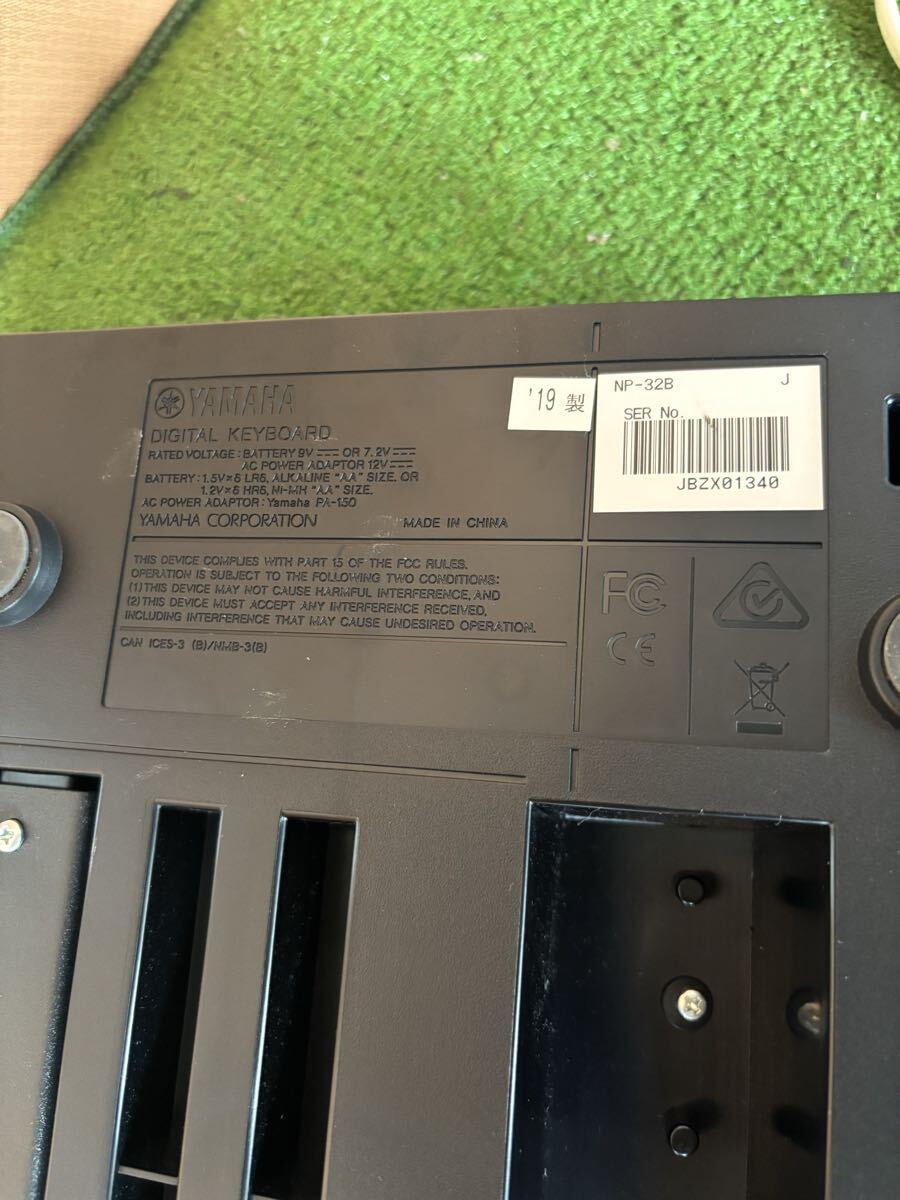 YAMAHA
DIGITAL KEYBOARD
RATED VOLTAGE : BATTERY 9V ⎓ OR 7.2V ⎓
AC POWER ADAPTOR 12V ⎓
BATTERY : 1.5V×6 LR6, ALKALINE "AA" SIZE. OR
1.2V×6 HR6, Ni-MH "AA" SIZE.
AC POWER ADAPTOR : Yamaha PA-150
YAMAHA CORPORATION MADE IN CHINA
'19 製
NP-32B J
SER No.
JBZX01340
THIS DEVICE COMPLIES WITH PART 15 OF THE FCC RULES.
OPERATION IS SUBJECT TO THE FOLLOWING TWO CONDITIONS:
(1) THIS DEVICE MAY NOT CAUSE HARMFUL INTERFERENCE, AND
(2) THIS DEVICE MUST ACCEPT ANY INTERFERENCE RECEIVED,
INCLUDING INTERFERENCE THAT MAY CAUSE UNDESIRED OPERATION.
CAN ICES-3 (B)/NMB-3(B)
FC
CE